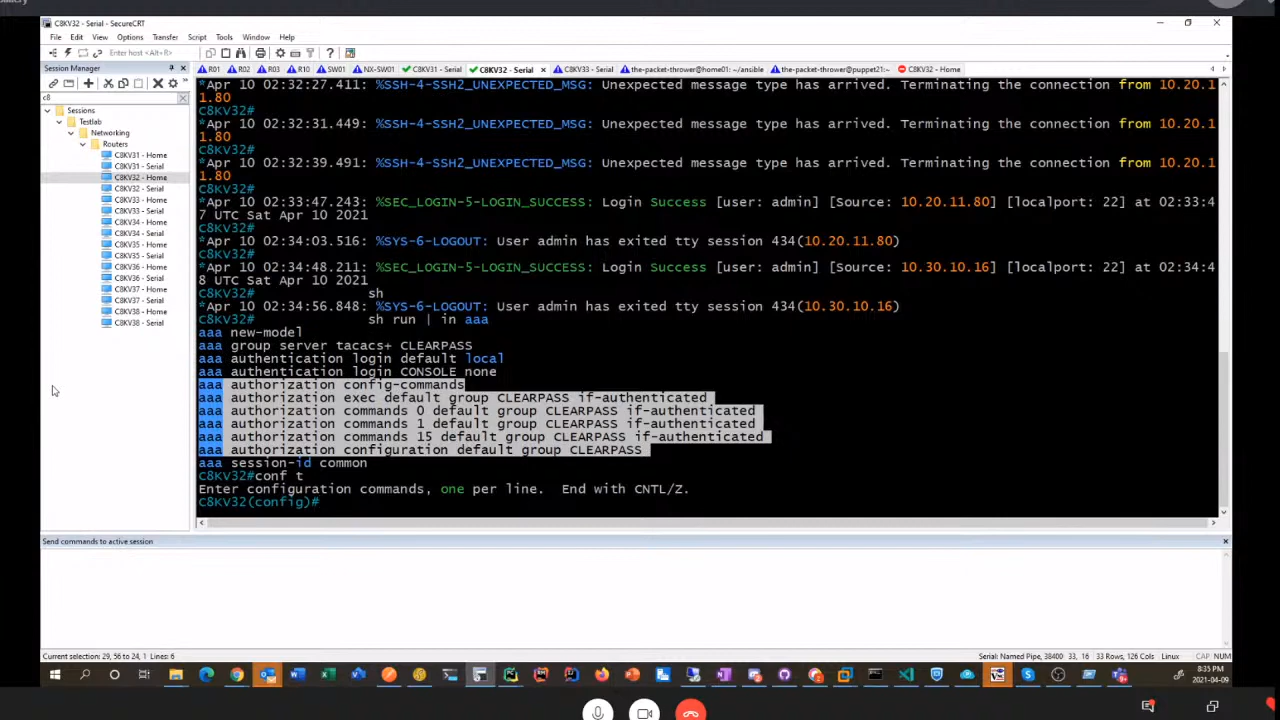 C8KV32 - Serial - SecureCRT
File Edit View Options Transfer Script Tools Window Help
Enter host <Alt+R>
Session Manager
R01 R02 R03 R10 SW01 NX-SW01 C8KV31 - Serial C8KV32 - Serial C8KV33 - Serial the-packet-thrower@home01: ~/ansible the-packet-thrower@puppet21:~ C8KV32 - Home
c8
Sessions
Testlab
Networking
Routers
C8KV31 - Home
C8KV31 - Serial
C8KV32 - Home
C8KV32 - Serial
C8KV33 - Home
C8KV33 - Serial
C8KV34 - Home
C8KV34 - Serial
C8KV35 - Home
C8KV35 - Serial
C8KV36 - Home
C8KV36 - Serial
C8KV37 - Home
C8KV37 - Serial
C8KV38 - Home
C8KV38 - Serial
*Apr 10 02:32:27.411: %SSH-4-SSH2_UNEXPECTED_MSG: Unexpected message type has arrived. Terminating the connection from 10.20.1
1.80
C8KV32#
*Apr 10 02:32:31.449: %SSH-4-SSH2_UNEXPECTED_MSG: Unexpected message type has arrived. Terminating the connection from 10.20.1
1.80
C8KV32#
*Apr 10 02:32:39.491: %SSH-4-SSH2_UNEXPECTED_MSG: Unexpected message type has arrived. Terminating the connection from 10.20.1
1.80
C8KV32#
*Apr 10 02:33:47.243: %SEC_LOGIN-5-LOGIN_SUCCESS: Login Success [user: admin] [Source: 10.20.11.80] [localport: 22] at 02:33:4
7 UTC Sat Apr 10 2021
C8KV32#
*Apr 10 02:34:03.516: %SYS-6-LOGOUT: User admin has exited tty session 434(10.20.11.80)
C8KV32#
*Apr 10 02:34:48.211: %SEC_LOGIN-5-LOGIN_SUCCESS: Login Success [user: admin] [Source: 10.30.10.16] [localport: 22] at 02:34:4
8 UTC Sat Apr 10 2021
C8KV32# sh
*Apr 10 02:34:56.848: %SYS-6-LOGOUT: User admin has exited tty session 434(10.30.10.16)
C8KV32# sh run | in aaa
aaa new-model
aaa group server tacacs+ CLEARPASS
aaa authentication login default local
aaa authentication login CONSOLE none
aaa authorization config-commands
aaa authorization exec default group CLEARPASS if-authenticated
aaa authorization commands 0 default group CLEARPASS if-authenticated
aaa authorization commands 1 default group CLEARPASS if-authenticated
aaa authorization commands 15 default group CLEARPASS if-authenticated
aaa authorization configuration default group CLEARPASS
aaa session-id common
C8KV32#conf t
Enter configuration commands, one per line. End with CNTL/Z.
C8KV32(config)#
Send commands to active session
Current selection: 29, 56 to 24, 1 Lines: 6
Serial: Named Pipe, 38400 33, 16 33 Rows, 126 Cols Linux CAP NUM
8:35 PM
2021-04-09